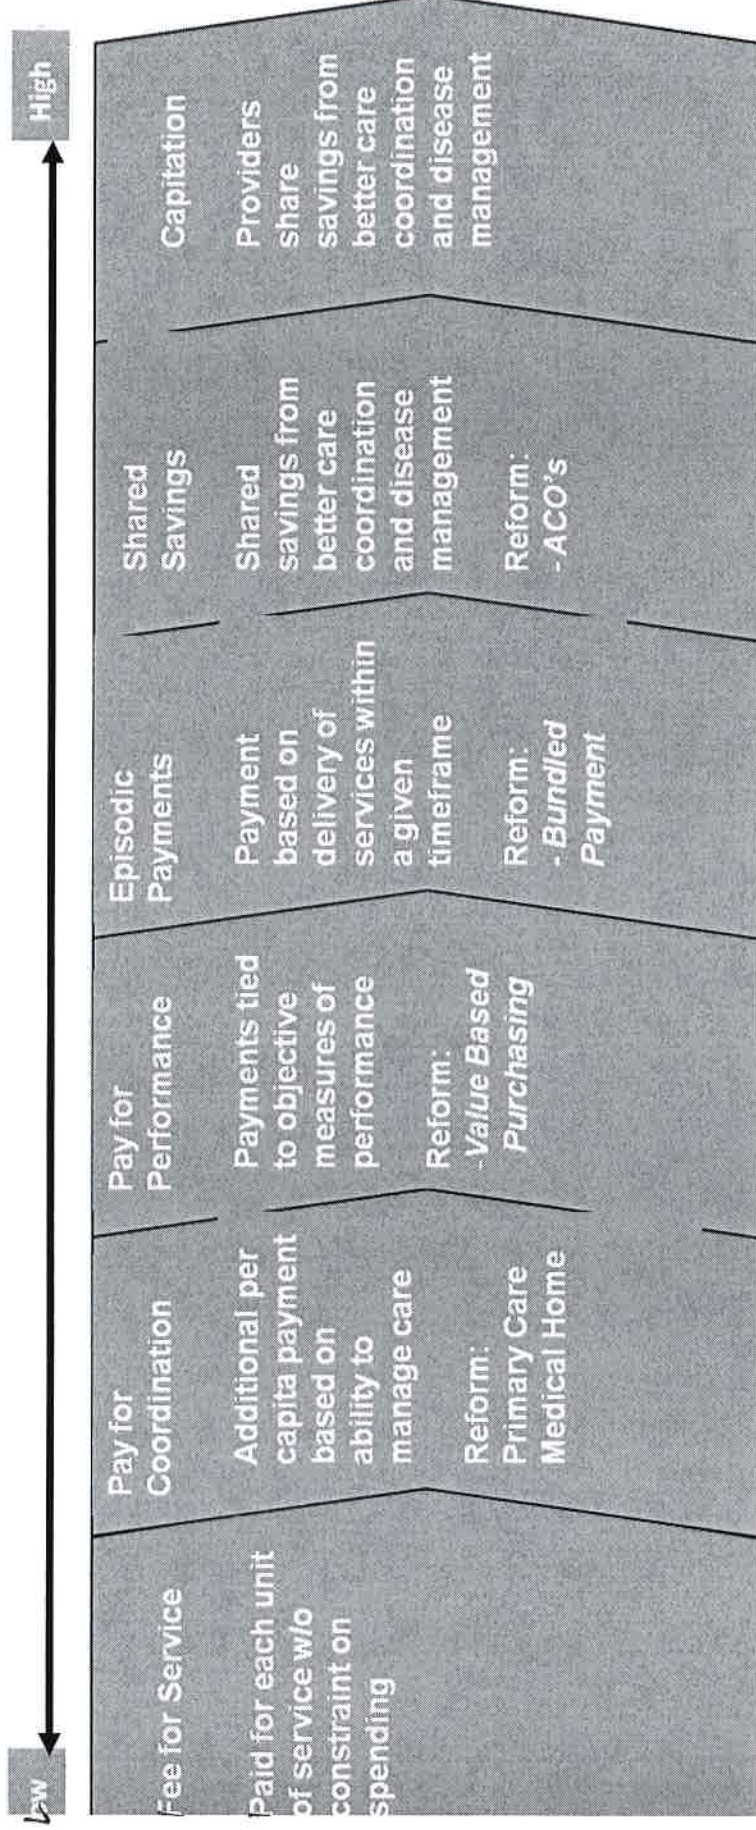 Low
High
Fee for Service
Paid for each unit
of service w/o
constraint on
spending
Pay for
Coordination
Additional per
capita payment
based on
ability to
manage care
Reform:
Primary Care
Medical Home
Pay for
Performance
Payments tied
to objective
measures of
performance
Reform:
-Value Based
Purchasing
Episodic
Payments
Payment
based on
delivery of
services within
a given
timeframe
Reform:
- Bundled
Payment
Shared
Savings
Shared
savings from
better care
coordination
and disease
management
Reform:
- ACO's
Capitation
Providers
share
savings from
better care
coordination
and disease
management